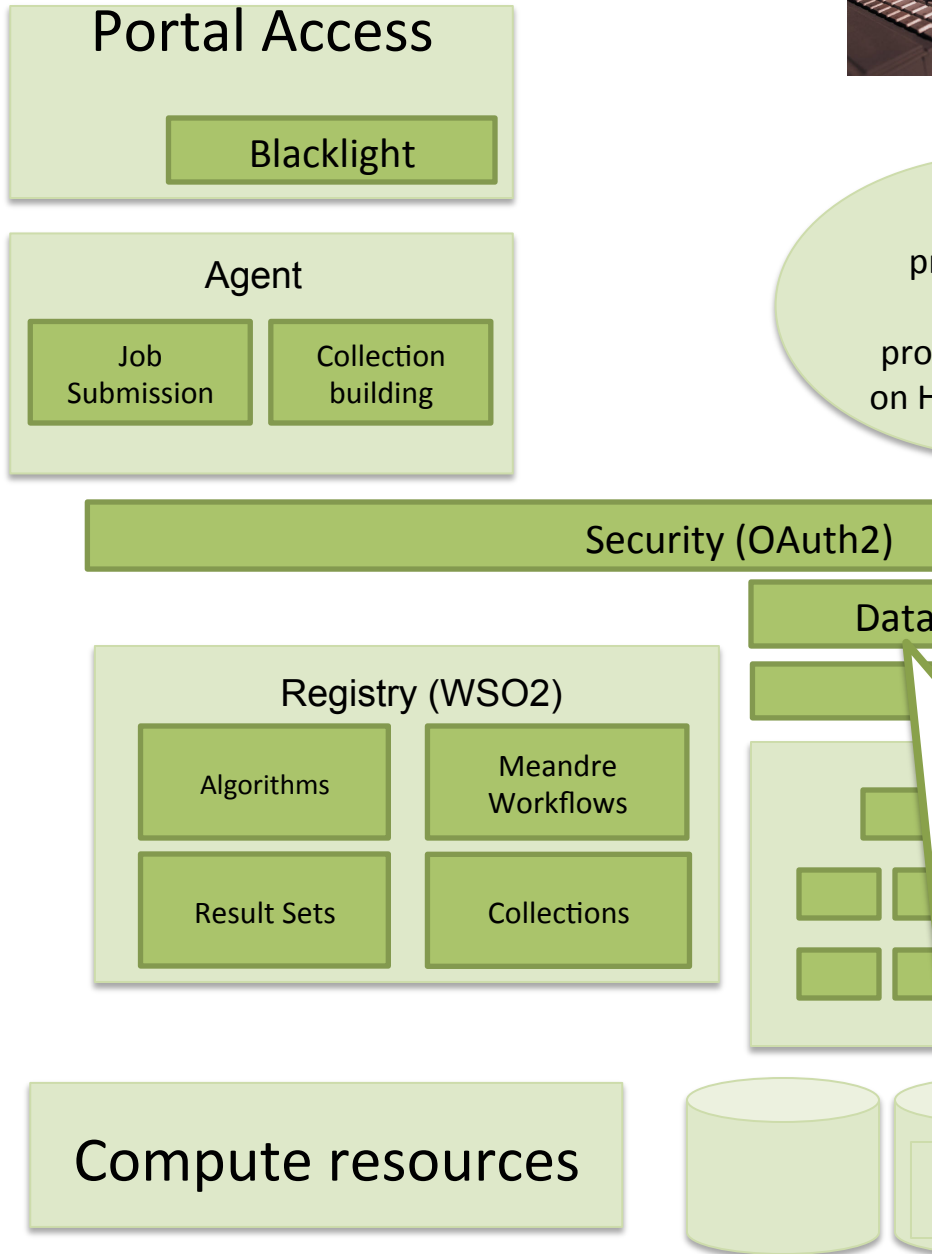 Portal Access
Blacklight
Agent
Job
Submission
Collection
building
Security (OAuth2)
Data
Registry (WSO2)
Algorithms
Meandre
Workflows
Result Sets
Collections
Compute resources